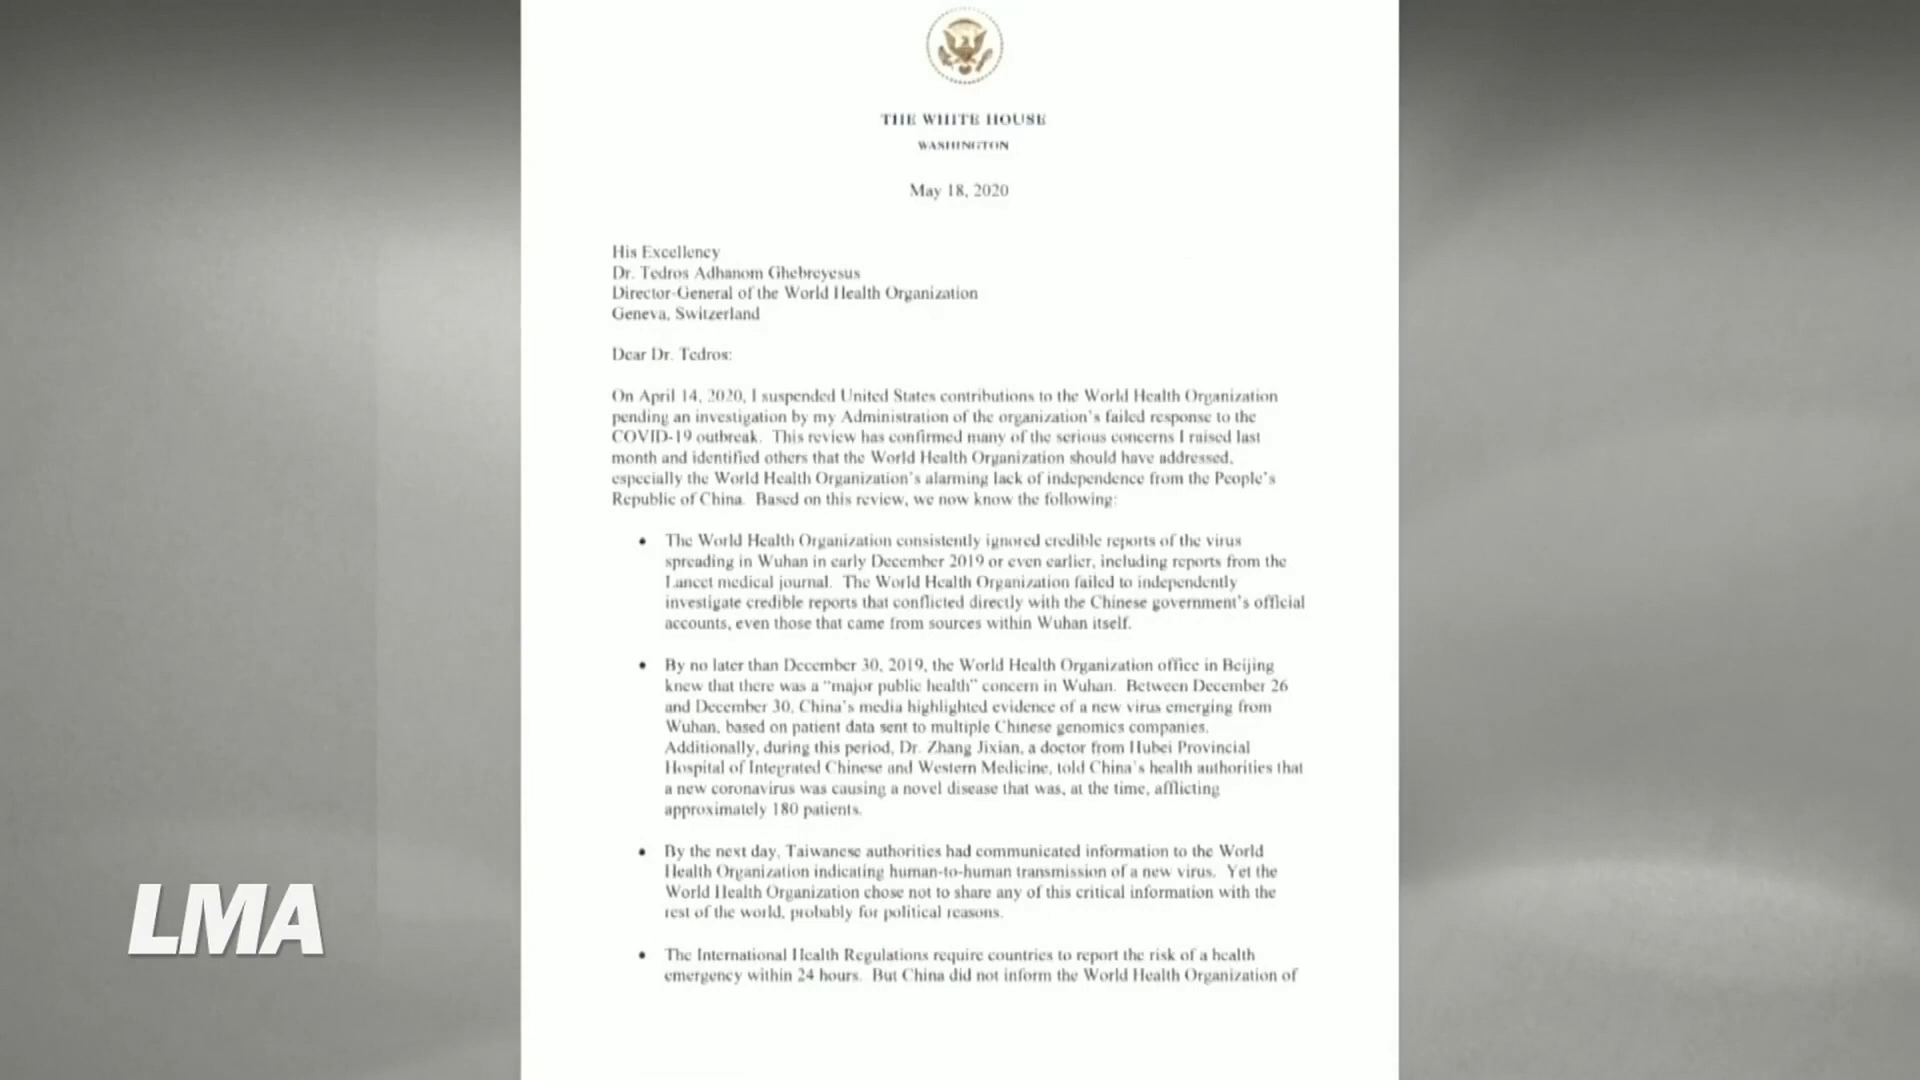 THE WHITE HOUSE
WASHINGTON
May 18, 2020
His Excellency
Dr. Tedros Adhanom Ghebreyesus
Director-General of the World Health Organization
Geneva, Switzerland
Dear Dr. Tedros:
On April 14, 2020, I suspended United States contributions to the World Health Organization
pending an investigation by my Administration of the organization's failed response to the
COVID-19 outbreak. This review has confirmed many of the serious concerns I raised last
month and identified others that the World Health Organization should have addressed,
especially the World Health Organization's alarming lack of independence from the People's
Republic of China. Based on this review, we now know the following:
• The World Health Organization consistently ignored credible reports of the virus
spreading in Wuhan in early December 2019 or even earlier, including reports from the
Lancet medical journal. The World Health Organization failed to independently
investigate credible reports that conflicted directly with the Chinese government's official
accounts, even those that came from sources within Wuhan itself.
• By no later than December 30, 2019, the World Health Organization office in Beijing
knew that there was a "major public health" concern in Wuhan. Between December 26
and December 30, China's media highlighted evidence of a new virus emerging from
Wuhan, based on patient data sent to multiple Chinese genomics companies.
Additionally, during this period, Dr. Zhang Jixian, a doctor from Hubei Provincial
Hospital of Integrated Chinese and Western Medicine, told China's health authorities that
a new coronavirus was causing a novel disease that was, at the time, afflicting
approximately 180 patients.
• By the next day, Taiwanese authorities had communicated information to the World
Health Organization indicating human-to-human transmission of a new virus. Yet the
World Health Organization chose not to share any of this critical information with the
rest of the world, probably for political reasons.
• The International Health Regulations require countries to report the risk of a health
emergency within 24 hours. But China did not inform the World Health Organization of
LMA